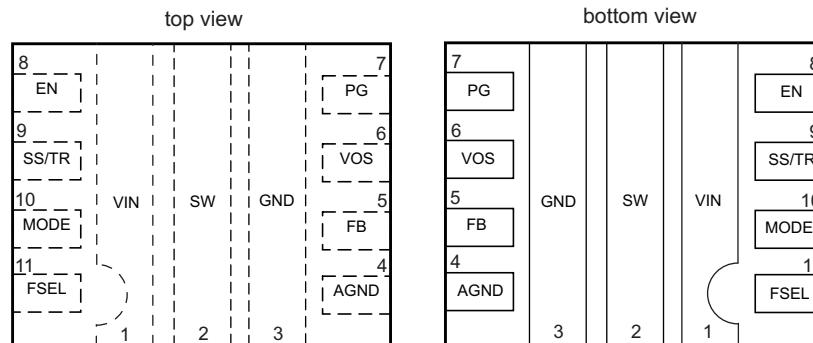 top view
8
EN
7
PG
9
SS/TR
6
VOS
10
MODE
VIN
SW
GND
5
FB
11
FSEL
4
AGND
1
2
3
bottom view
7
PG
8
EN
6
VOS
9
SS/TR
5
FB
GND
SW
VIN
10
MODE
4
AGND
FSEL
3
2
1